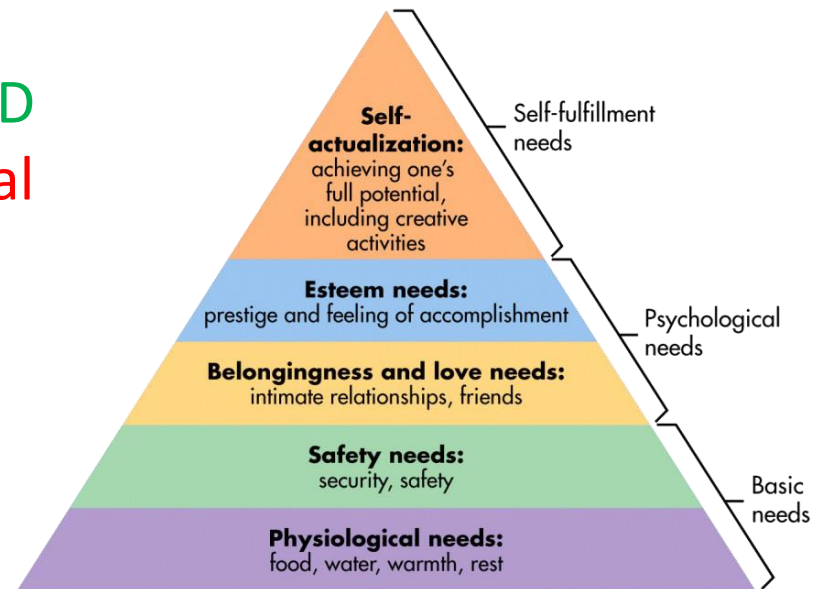 D
al
Self-
actualization:
achieving one's
full potential,
including creative
activities
Self-fulfillment
needs
Esteem needs:
prestige and feeling of accomplishment
Psychological
needs
Belongingness and love needs:
intimate relationships, friends
Safety needs:
security, safety
Basic
needs
Physiological needs:
food, water, warmth, rest